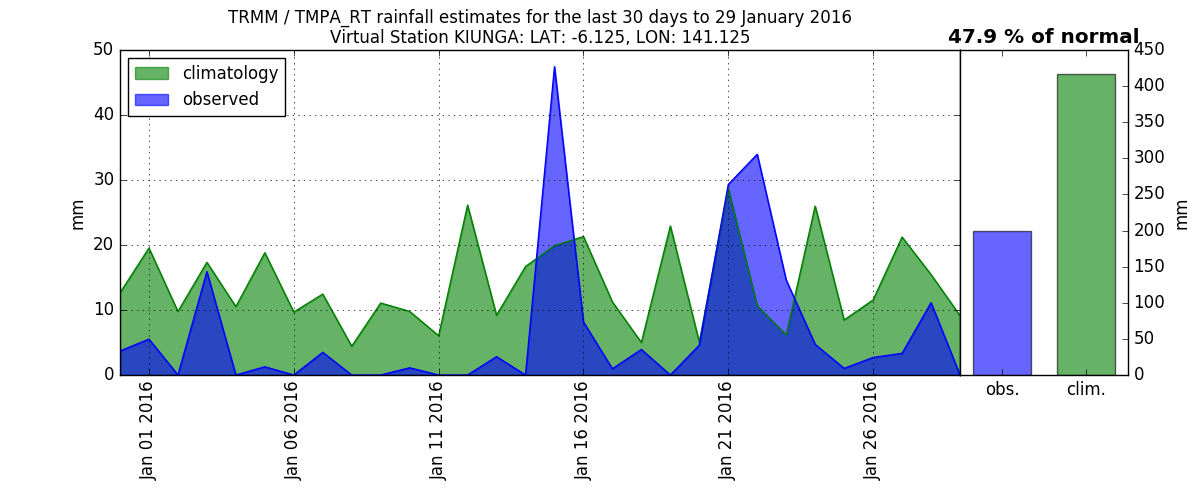 TRMM / TMPA_RT rainfall estimates for the last 30 days to 29 January 2016
Virtual Station KIUNGA: LAT: -6.125, LON: 141.125
47.9 % of normal
climatology
observed
50
40
30
20
10
0
mm
Jan 01 2016
Jan 06 2016
Jan 11 2016
Jan 16 2016
Jan 21 2016
Jan 26 2016
450
400
350
300
250
200
150
100
50
0
mm
obs.
clim.